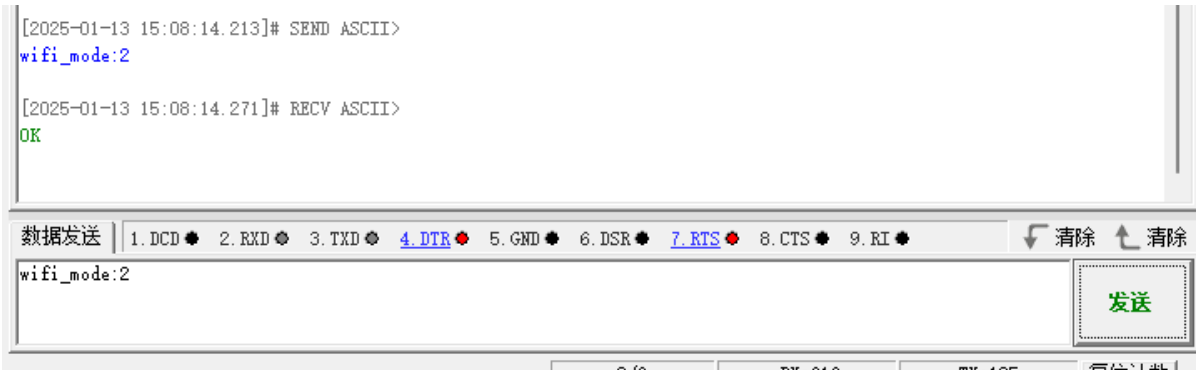 [2025-01-13 15:08:14.213]# SEND ASCII>
wifi_mode:2
[2025-01-13 15:08:14.271]# RECV ASCII>
OK
数据发送 1.DCD 2.RXD 3.TXD 4.DTR 5.GND 6.DSR 7.RTS 8.CTS 9.RI 清除 清除
wifi_mode:2
发送